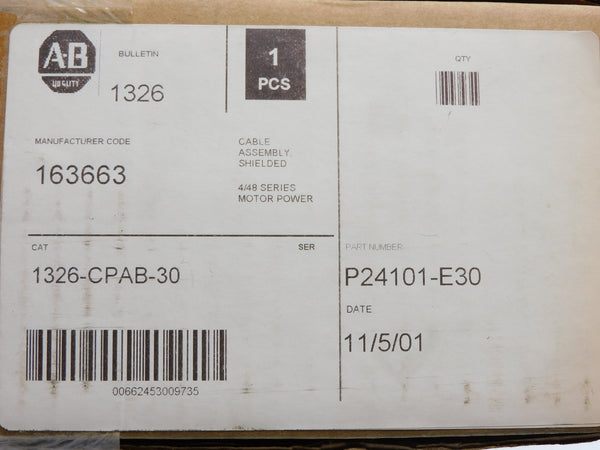 A-B
QUALITY
BULLETIN
1326
1
PCS
QTY
MANUFACTURER CODE
163663
CABLE
ASSEMBLY,
SHIELDED
4/48 SERIES
MOTOR POWER
CAT
SER
1326-CPAB-30
PART NUMBER
P24101-E30
DATE
11/5/01
00662453009735